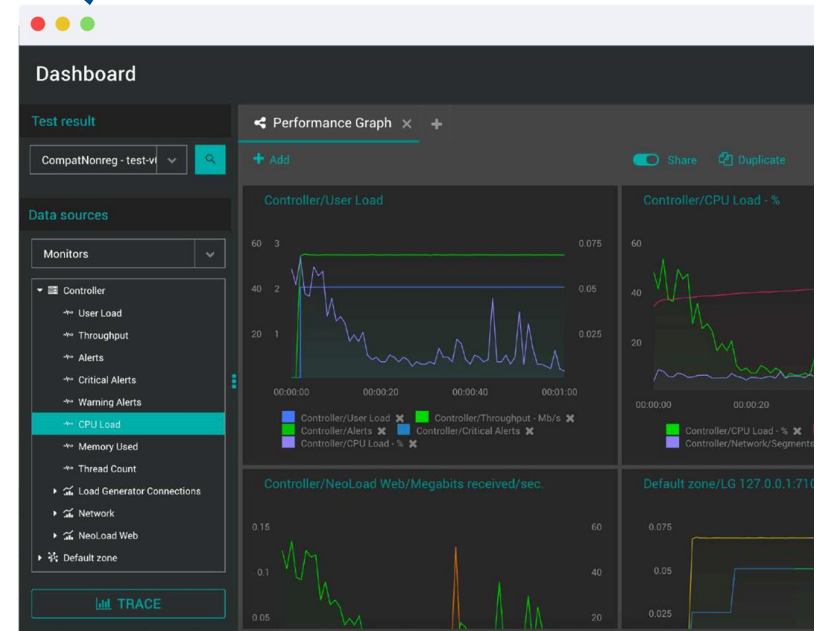 Dashboard
Test result
CompatNonreg - test-v
Data sources
Monitors
Controller
User Load
Throughput
Alerts
Critical Alerts
Warning Alerts
CPU Load
Memory Used
Thread Count
Load Generator Connections
Network
NeoLoad Web
Default zone
TRACE
Performance Graph
Add
Share Duplicate
Controller/User Load
60 3 0.075
40 2 0.05
20 1 0.025
00:00:00 00:00:20 00:00:40 00:01:00
Controller/User Load Controller/Throughput - Mb/s
Controller/Alerts Controller/Critical Alerts
Controller/CPU Load - %
Controller/CPU Load - %
60
40
20
00:00:00 00:00:20
Controller/CPU Load - %
Controller/Network/Segments
Controller/NeoLoad Web/Megabits received/sec.
0.15 60
0.1 40
0.05 20
Default zone/LG 127.0.0.1:710
0.075
0.05
0.025